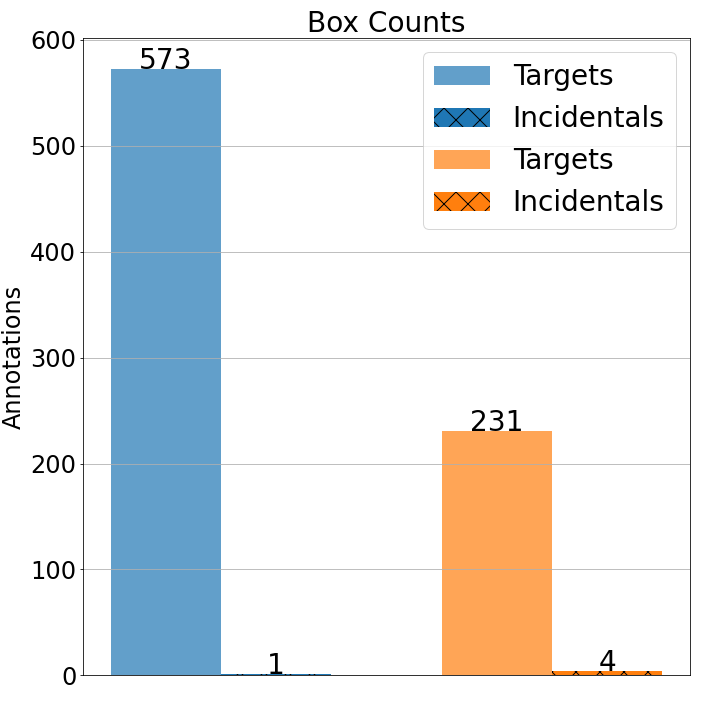 Box Counts
600
500
400
300
200
100
0
Annotations
573
1
231
4
Targets
Incidentals
Targets
Incidentals